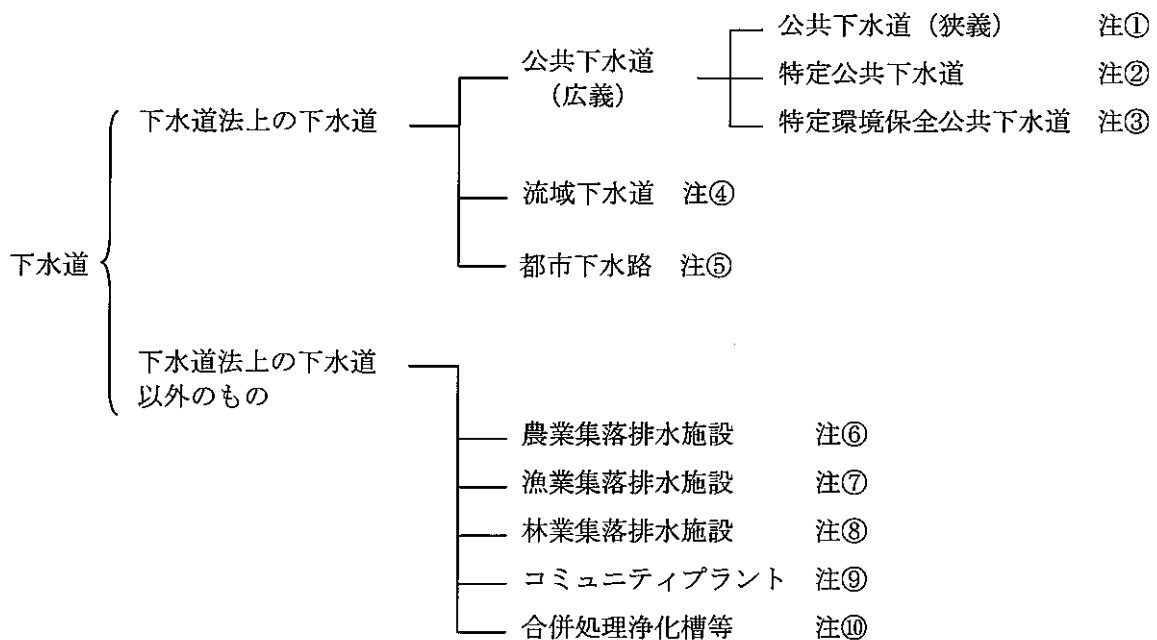 公共下水道（狭義） 注①
公共下水道
（広義）
特定公共下水道 注②
特定環境保全公共下水道 注③
下水道法上の下水道
流域下水道 注④
都市下水路 注⑤
下水道
下水道法上の下水道
以外のもの
農業集落排水施設 注⑥
漁業集落排水施設 注⑦
林業集落排水施設 注⑧
コミュニティプラント 注⑨
合併処理浄化槽等 注⑩